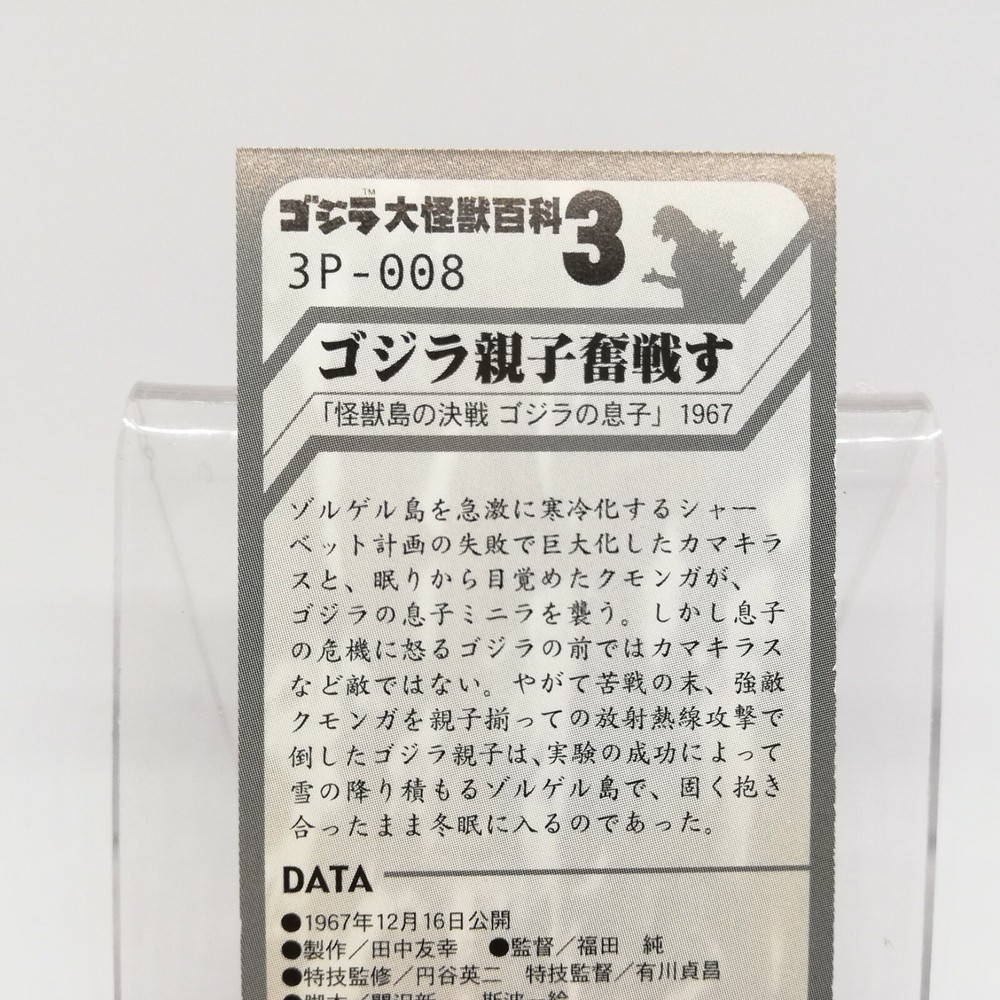 ゴジラ™大怪獣百科3
3P-008
ゴジラ親子奮戦す
「怪獣島の決戦 ゴジラの息子」 1967
ゾルゲル島を急激に寒冷化するシャー
ベット計画の失敗で巨大化したカマキラ
スと、眠りから目覚めたクモンガが、
ゴジラの息子ミニラを襲う。しかし息子
の危機に怒るゴジラの前ではカマキラス
など敵ではない。やがて苦戦の末、強敵
クモンガを親子揃っての放射熱線攻撃で
倒したゴジラ親子は、実験の成功によって
雪の降り積もるゾルゲル島で、固く抱き
合ったまま冬眠に入るのであった。
DATA
●1967年12月16日公開
●製作/田中友幸 ●監督/福田 純
●特技監修/円谷英二 特技監督/有川貞昌
●脚本/関沢新一 斯波一絵